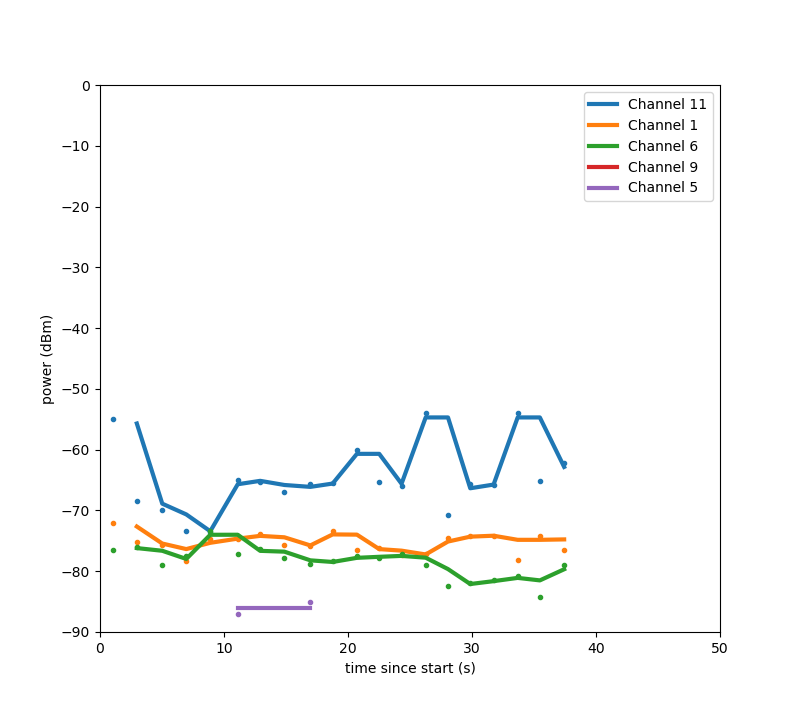 0
−10
−20
−30
−40
−50
−60
−70
−80
−90
power (dBm)
Channel 11
Channel 1
Channel 6
Channel 9
Channel 5
0 10 20 30 40 50
time since start (s)